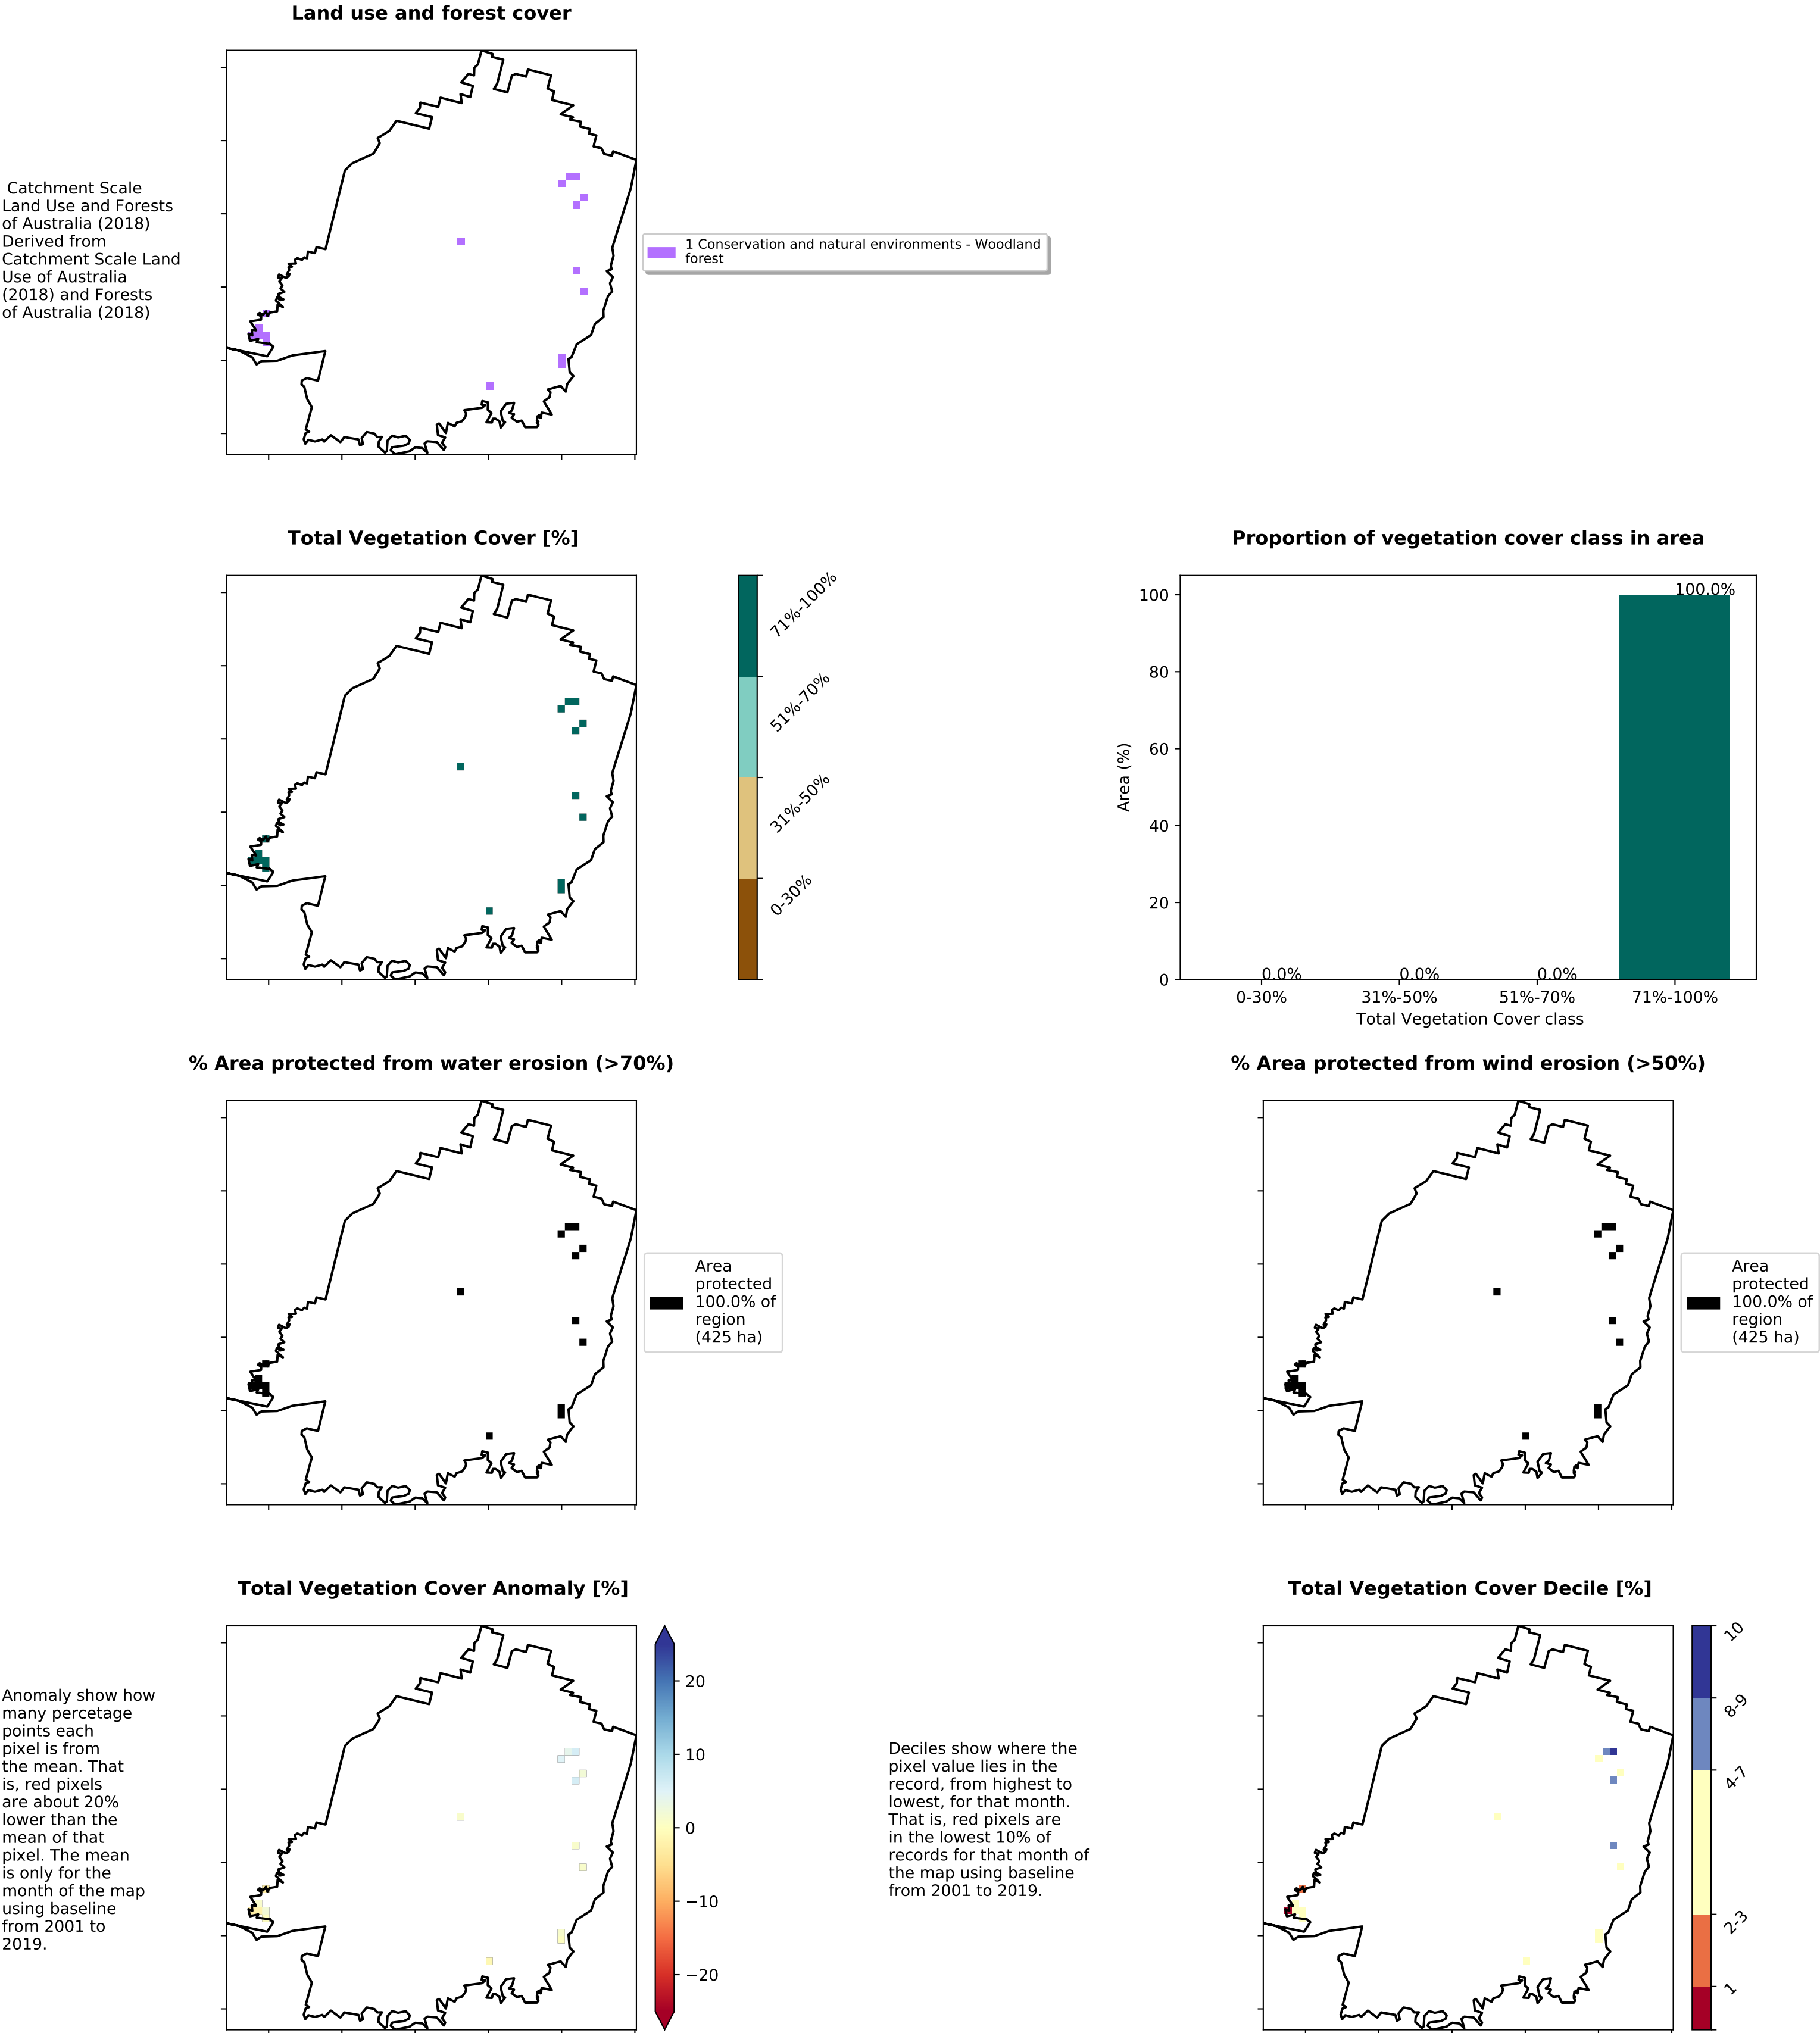 Land use and forest cover
Catchment Scale
Land Use and Forests
of Australia (2018)
Derived from
Catchment Scale Land
Use of Australia
(2018) and Forests
of Australia (2018)
1 Conservation and natural environments - Woodland
forest
Total Vegetation Cover [%]
71%-100%
51%-70%
31%-50%
0-30%
Proportion of vegetation cover class in area
100.0%
100
80
60
40
20
0
Area (%)
0.0%
0.0%
0.0%
0-30%
31%-50%
51%-70%
71%-100%
Total Vegetation Cover class
% Area protected from water erosion (>70%)
Area
protected
100.0% of
region
(425 ha)
% Area protected from wind erosion (>50%)
Area
protected
100.0% of
region
(425 ha)
Total Vegetation Cover Anomaly [%]
Anomaly show how
many percetage
points each
pixel is from
the mean. That
is, red pixels
are about 20%
lower than the
mean of that
pixel. The mean
is only for the
month of the map
using baseline
from 2001 to
2019.
20
10
0
−10
−20
Total Vegetation Cover Decile [%]
Deciles show where the
pixel value lies in the
record, from highest to
lowest, for that month.
That is, red pixels are
in the lowest 10% of
records for that month of
the map using baseline
from 2001 to 2019.
10
8-9
4-7
2-3
1